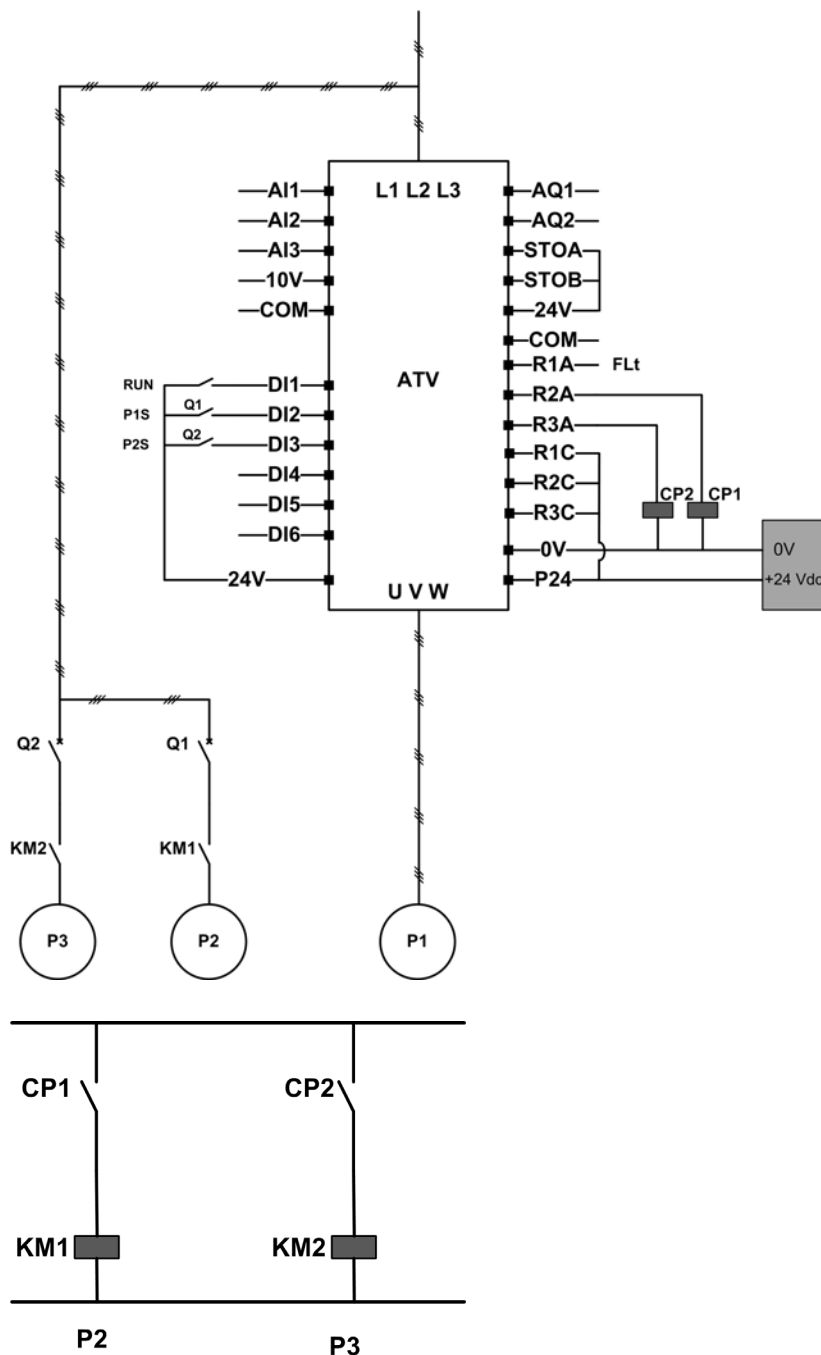 L1 L2 L3
AI1
AI2
AI3
10V
COM
RUN
DI1
P1S
Q1
DI2
P2S
Q2
DI3
DI4
DI5
DI6
24V
ATV
U V W
AQ1
AQ2
STOA
STOB
24V
COM
R1A
FLt
R2A
R3A
R1C
R2C
R3C
0V
P24
CP2
CP1
0V
+24 Vdc
Q2
Q1
KM2
KM1
P3
P2
P1
CP1
CP2
KM1
KM2
P2
P3